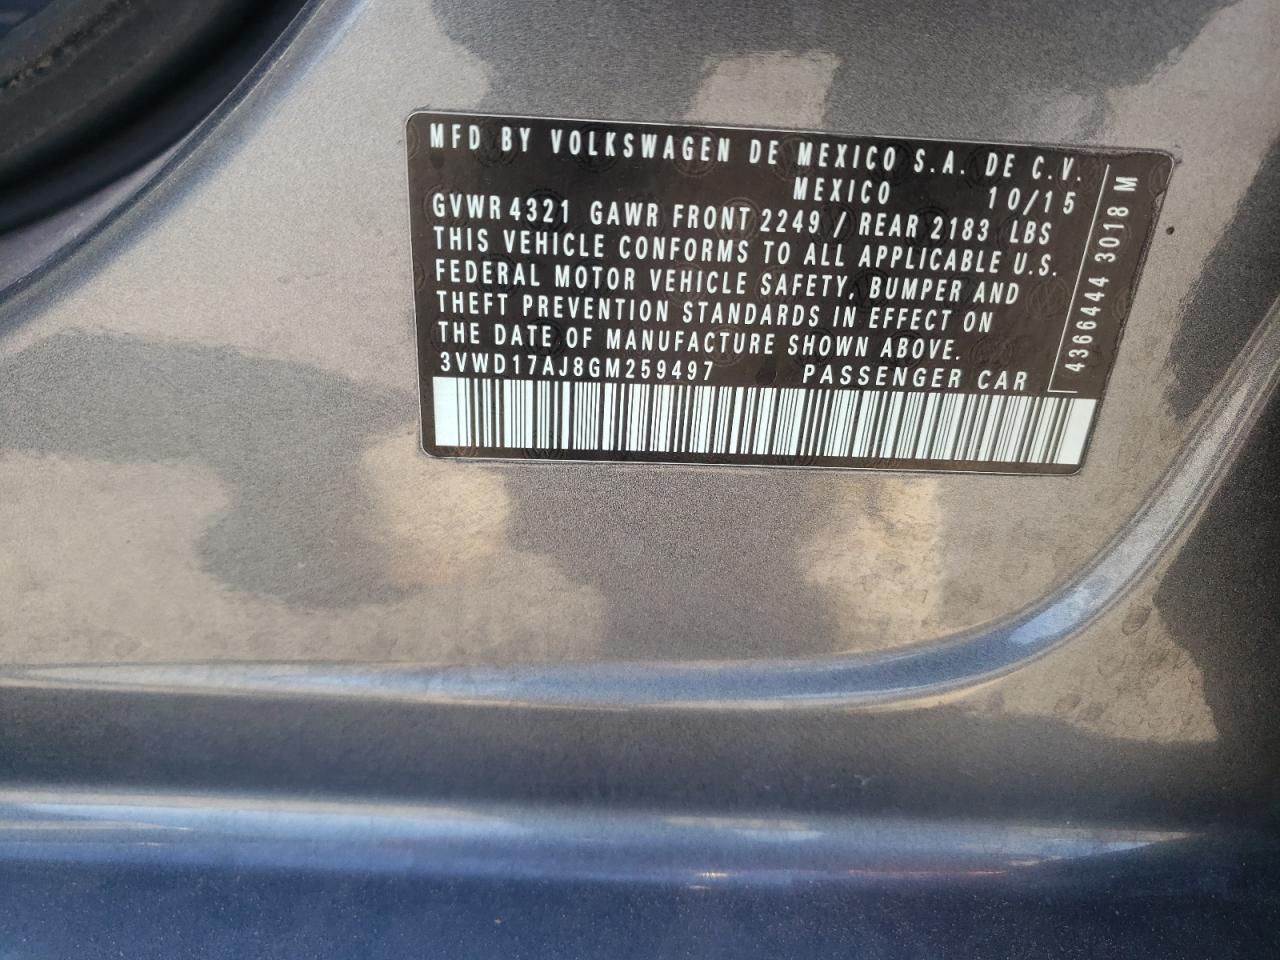 MFD BY VOLKSWAGEN DE MEXICO S.A. DE C.V.
MEXICO 10/15
GVWR 4321 GAWR FRONT 2249 / REAR 2183 LBS
THIS VEHICLE CONFORMS TO ALL APPLICABLE U.S.
FEDERAL MOTOR VEHICLE SAFETY, BUMPER AND
THEFT PREVENTION STANDARDS IN EFFECT ON
THE DATE OF MANUFACTURE SHOWN ABOVE.
3VWD17AJ8GM259497 PASSENGER CAR
4366444 3018 M